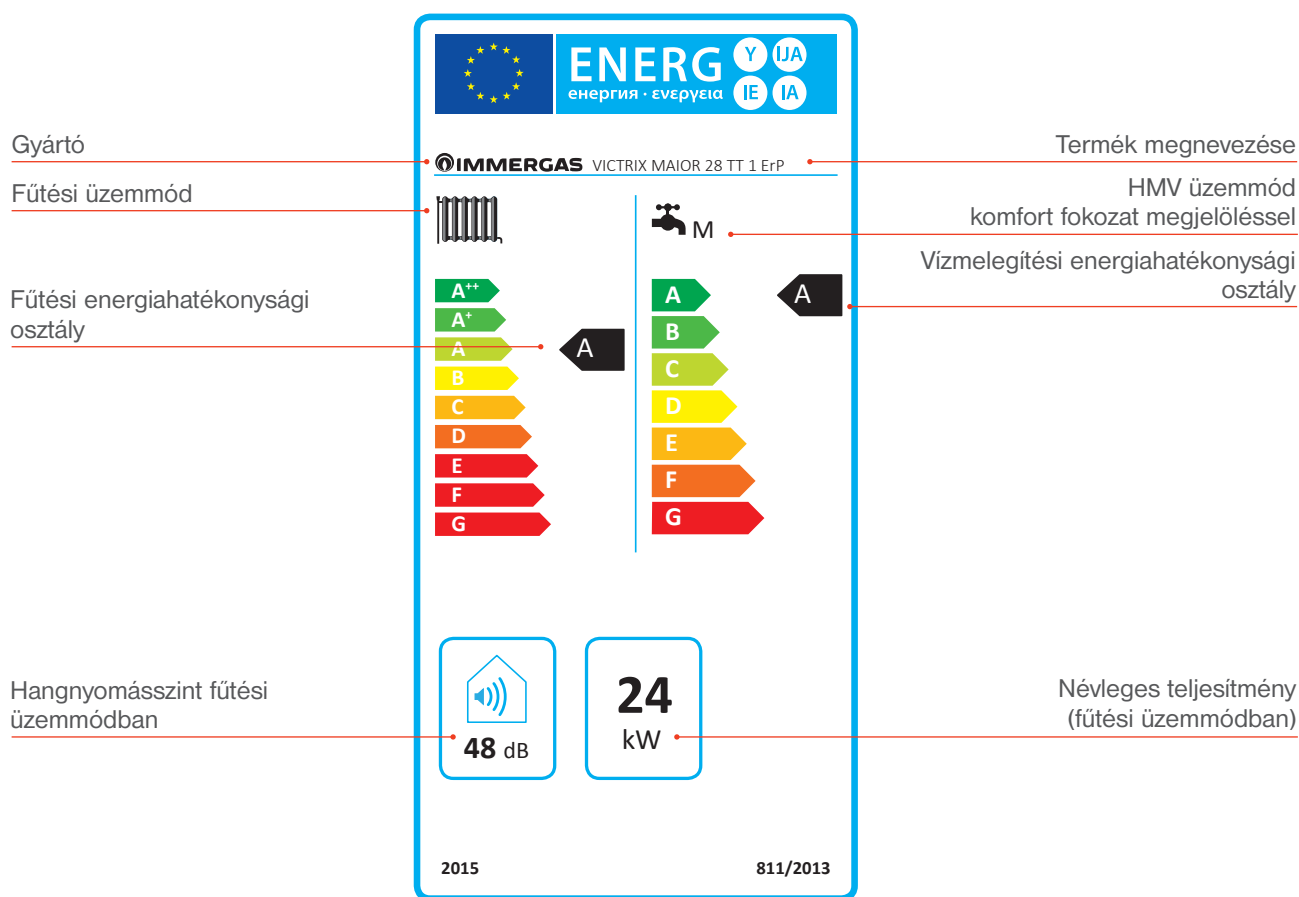 ENERG
енергия · ενεργεια
Y IJA
IE IA
Gyártó
IMMERGAS VICTRIX MAIOR 28 TT 1 ErP
Termék megnevezése
Fűtési üzemmód
HMV üzemmód
komfort fokozat megjelöléssel
M
Vízmelegítési energiahatékonysági
osztály
Fűtési energiahatékonysági
osztály
A++
A+
A
B
C
D
E
F
G
A
A
B
C
D
E
F
G
A
Hangnyomásszint fűtési
üzemmódban
48 dB
24
kW
Névleges teljesítmény
(fűtési üzemmódban)
2015
811/2013